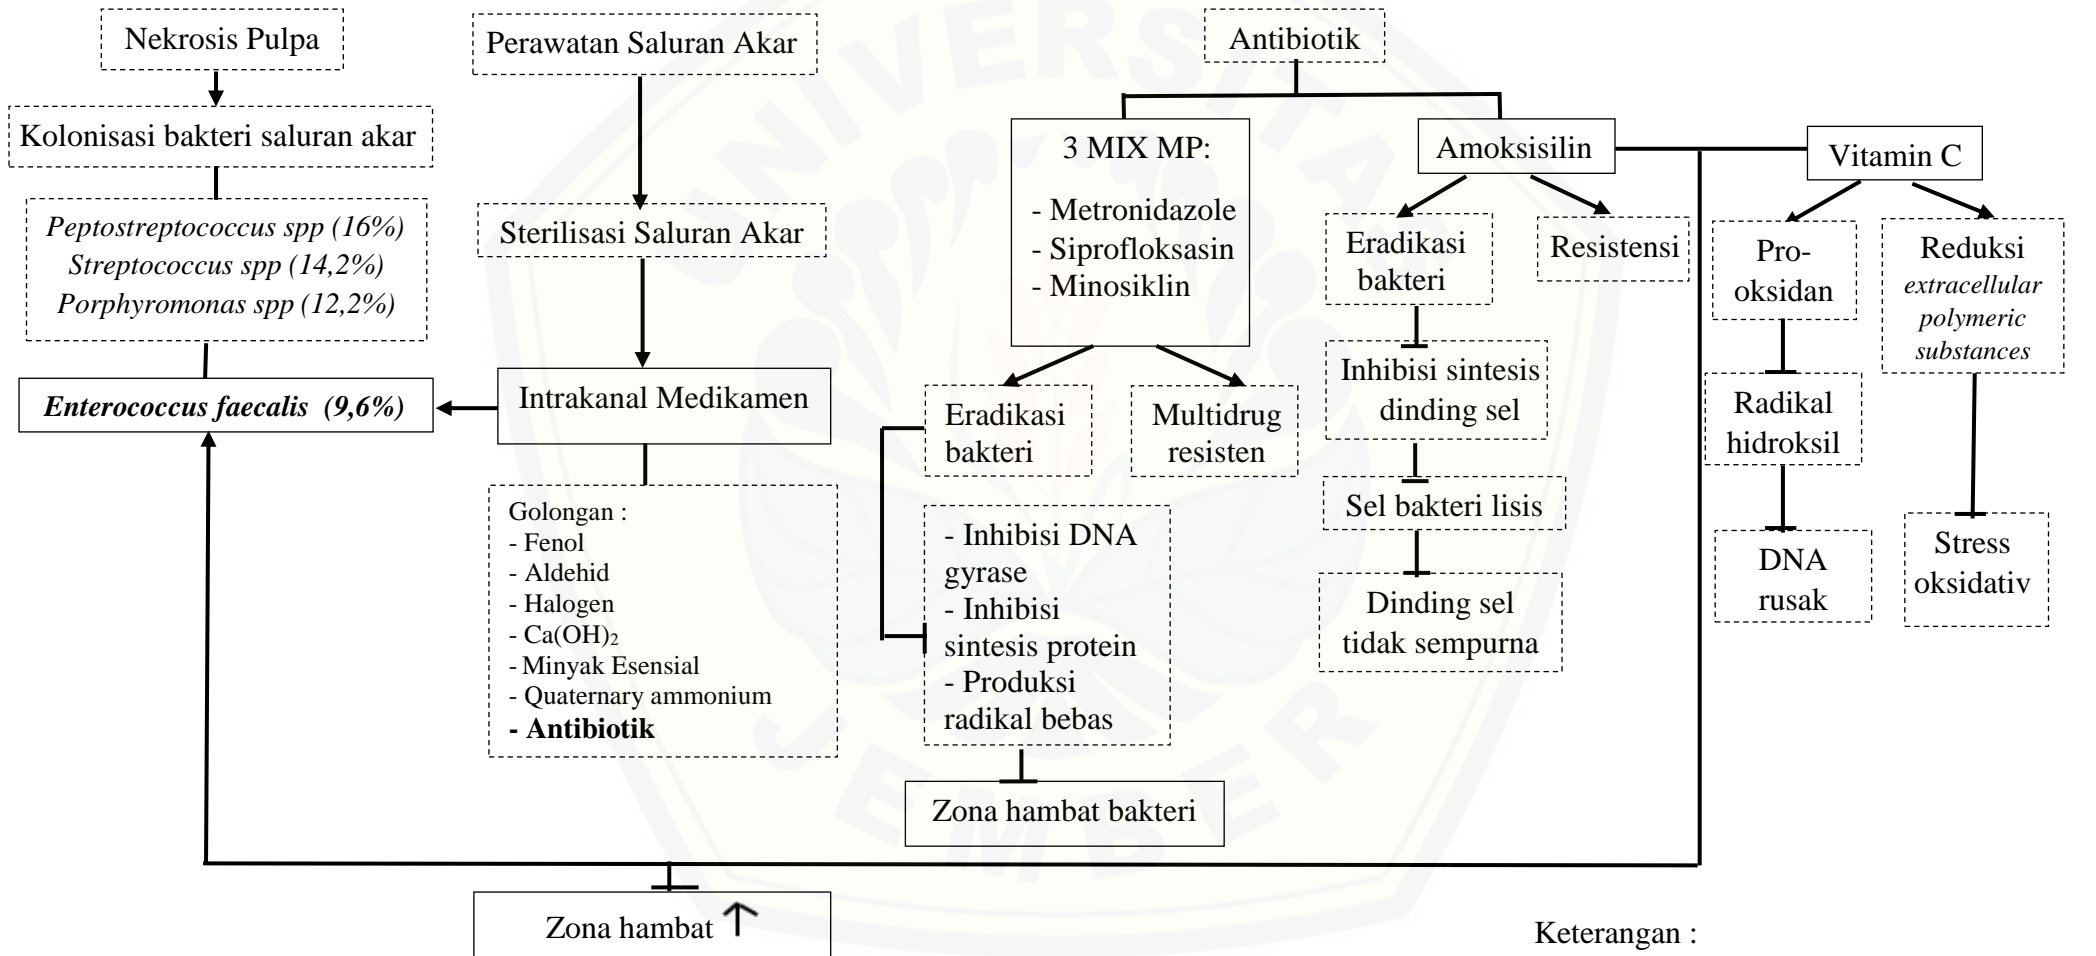 Nekrosis Pulpa
Kolonisasi bakteri saluran akar
Peptostreptococcus spp (16%)
Streptococcus spp (14,2%)
Porphyromonas spp (12,2%)
Enterococcus faecalis (9,6%)
Perawatan Saluran Akar
Sterilisasi Saluran Akar
Intrakanal Medikamen
Golongan :
- Fenol
- Aldehid
- Halogen
- Ca(OH)₂
- Minyak Esensial
- Quaternary ammonium
- Antibiotik
Antibiotik
3 MIX MP:
- Metronidazole
- Siprofloksasin
- Minosiklin
Eradikasi
bakteri
Multidrug
resisten
- Inhibisi DNA
gyrase
- Inhibisi
sintesis protein
- Produksi
radikal bebas
Zona hambat bakteri
Amoksisilin
Eradikasi
bakteri
Resistensi
Inhibisi sintesis
dinding sel
Sel bakteri lisis
Dinding sel
tidak sempurna
Vitamin C
Pro-
oksidan
Radikal
hidroksil
DNA
rusak
Reduksi
extracellular
polymeric
substances
Stress
oksidativ
Zona hambat ↑
Keterangan :
UNIVERSITAS
JEMBER